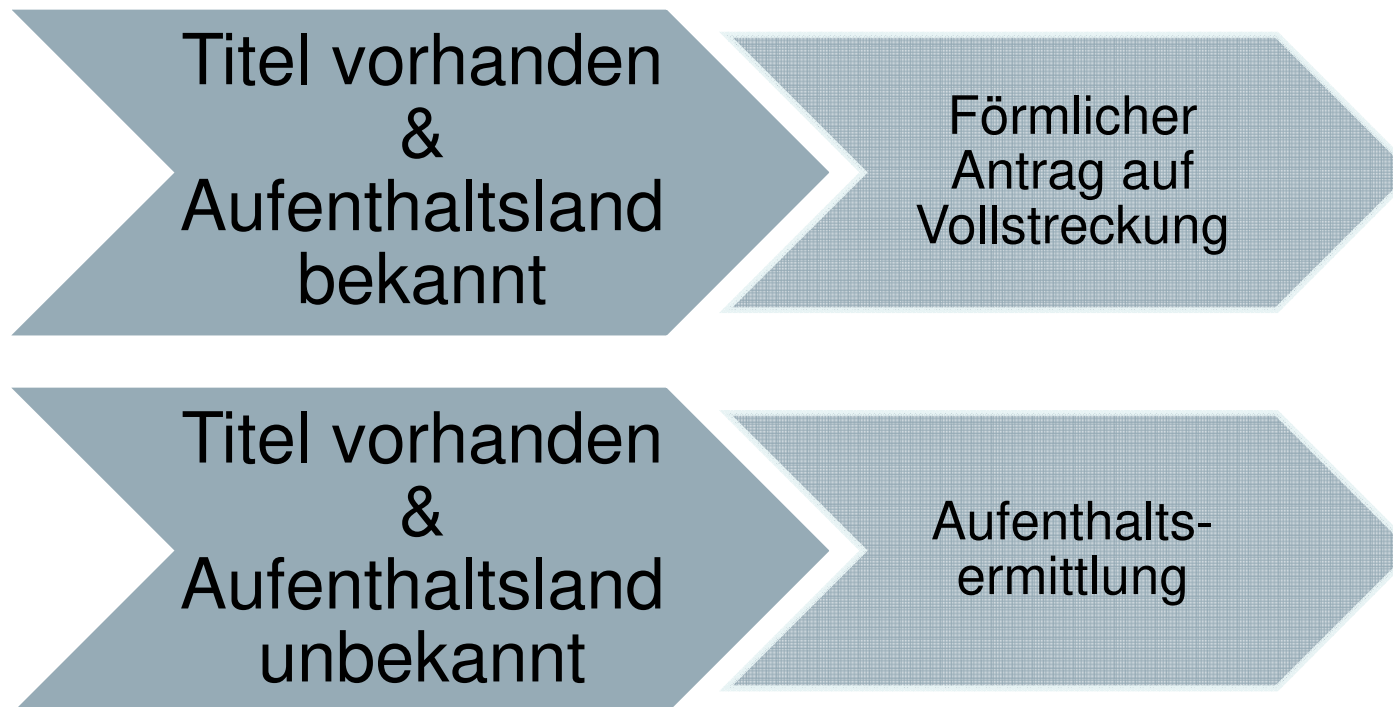 Titel vorhanden
&
Aufenthaltsland
bekannt
Förmlicher
Antrag auf
Vollstreckung
Titel vorhanden
&
Aufenthaltsland
unbekannt
Aufenthalts-
ermittlung